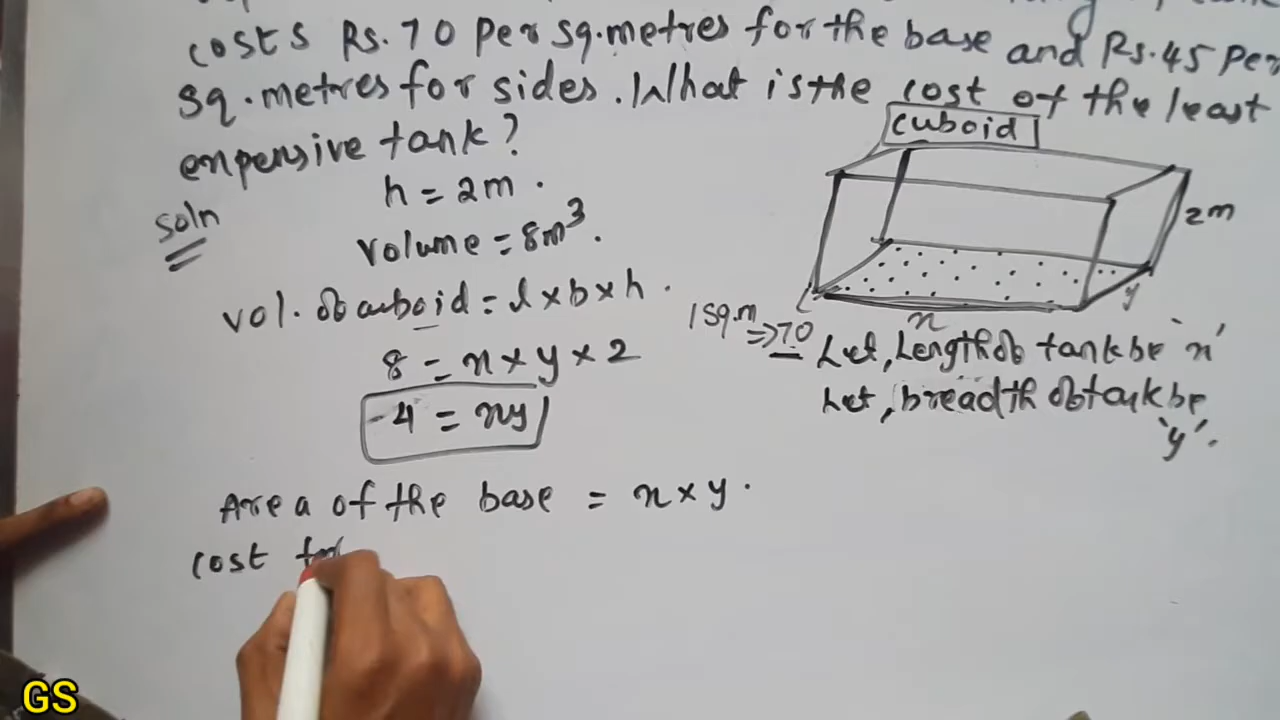 costs Rs.70 Per sq.metres for the base and Rs.45 Per
sq.metres for sides. What is the cost of the least
expensive tank?
cuboid
soln
h = 2m.
volume = 8m³.
vol. of cuboid = l×b×h.
8 = x × y × 2
4 = xy
2m
y
x
1 sq.m => 70
Let, Length of tank be 'x'
Let, breadth of tank be
'y'.
Area of the base = x × y.
cost for
GS